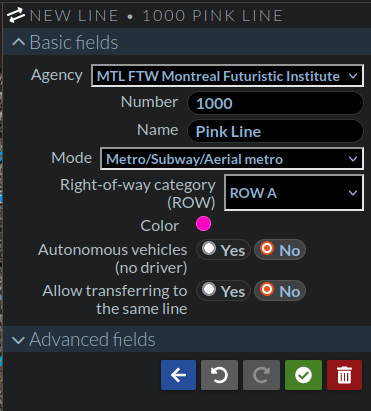 NEW LINE • 1000 PINK LINE
Basic fields
Agency MTL FTW Montreal Futuristic Institute
Number 1000
Name Pink Line
Mode Metro/Subway/Aerial metro
Right-of-way category
(ROW) ROW A
Color
Autonomous vehicles
(no driver) Yes No
Allow transferring to
the same line Yes No
Advanced fields